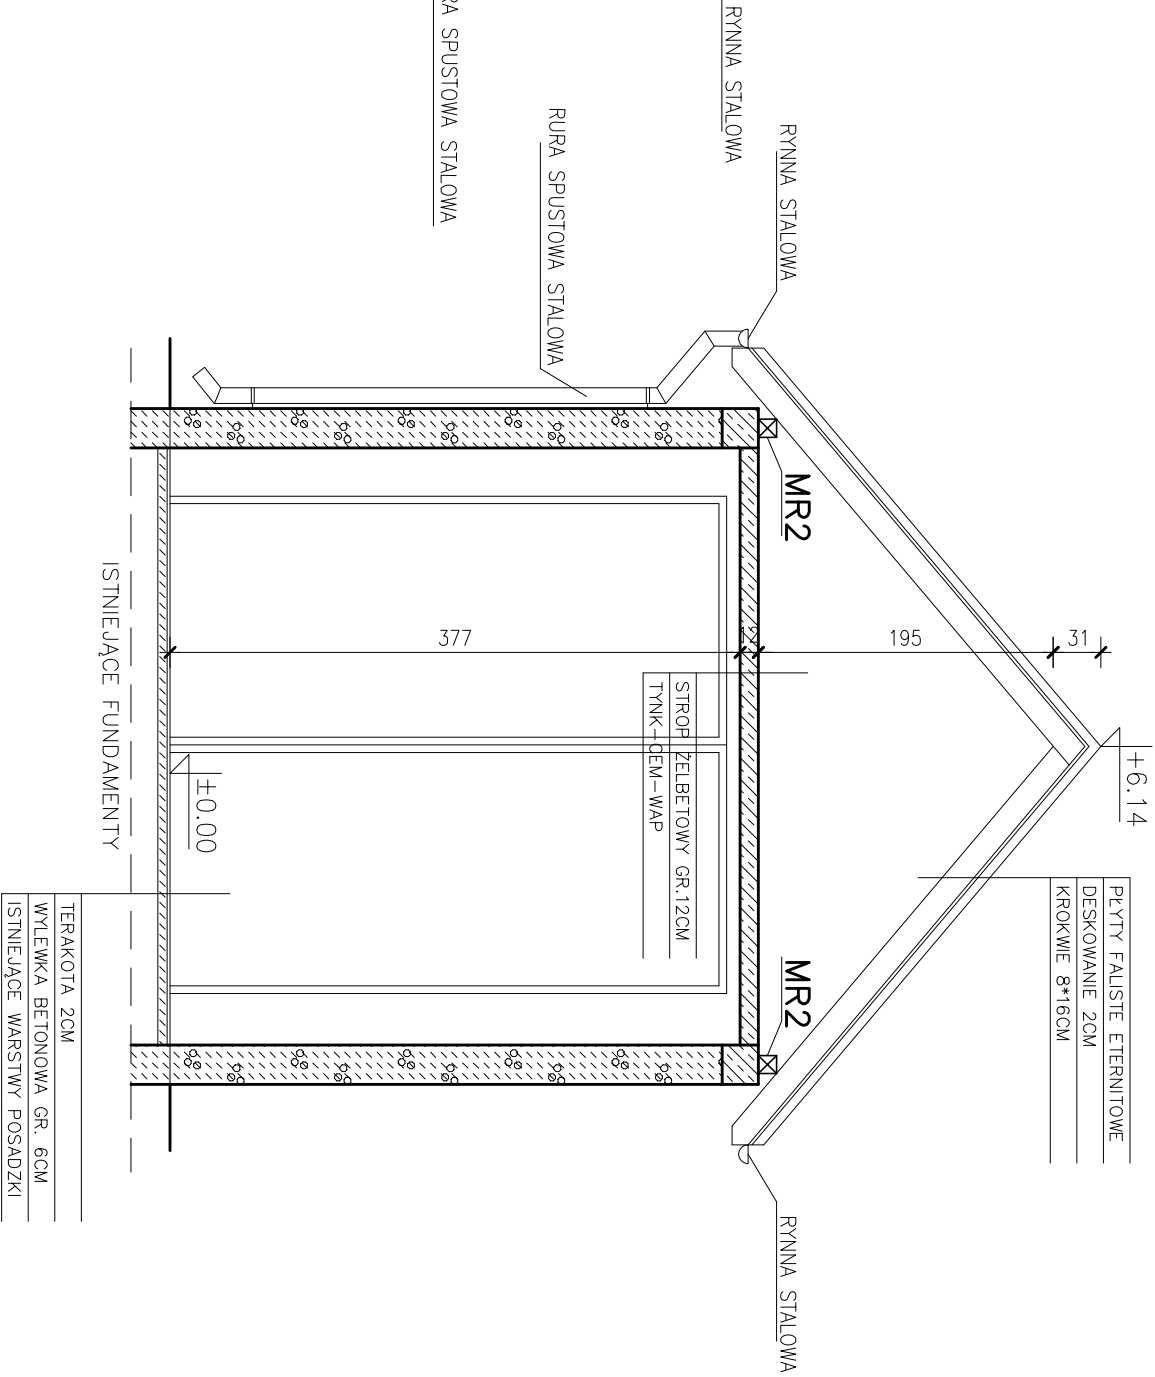 RYNNA STALOWA
RYNNA STALOWA
RURA SPUSTOWA STALOWA
SPUSTOWA STALOWA
+6.14
PŁYTY FALISTE ETERNITOWE
DESKOWANIE 2CM
KROKWIE 8*16CM
31
195
12
377
MR2
MR2
STROP ŻELBETOWY GR.12CM
TYNK-CEM-WAP
±0.00
RYNNA STALOWA
ISTNIEJĄCE FUNDAMENTY
TERAKOTA 2CM
WYLEWKA BETONOWA GR. 6CM
ISTNIEJĄCE WARSTWY POSADZKI